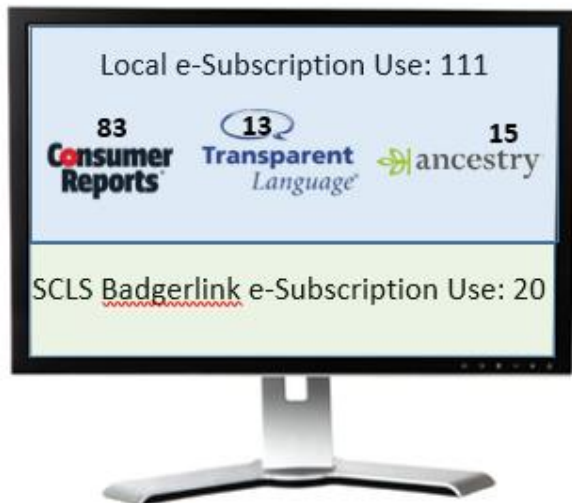 Local e-Subscription Use: 111
83
Consumer
Reports
13
Transparent
Language
15
ancestry
SCLS Badgerlink e-Subscription Use: 20